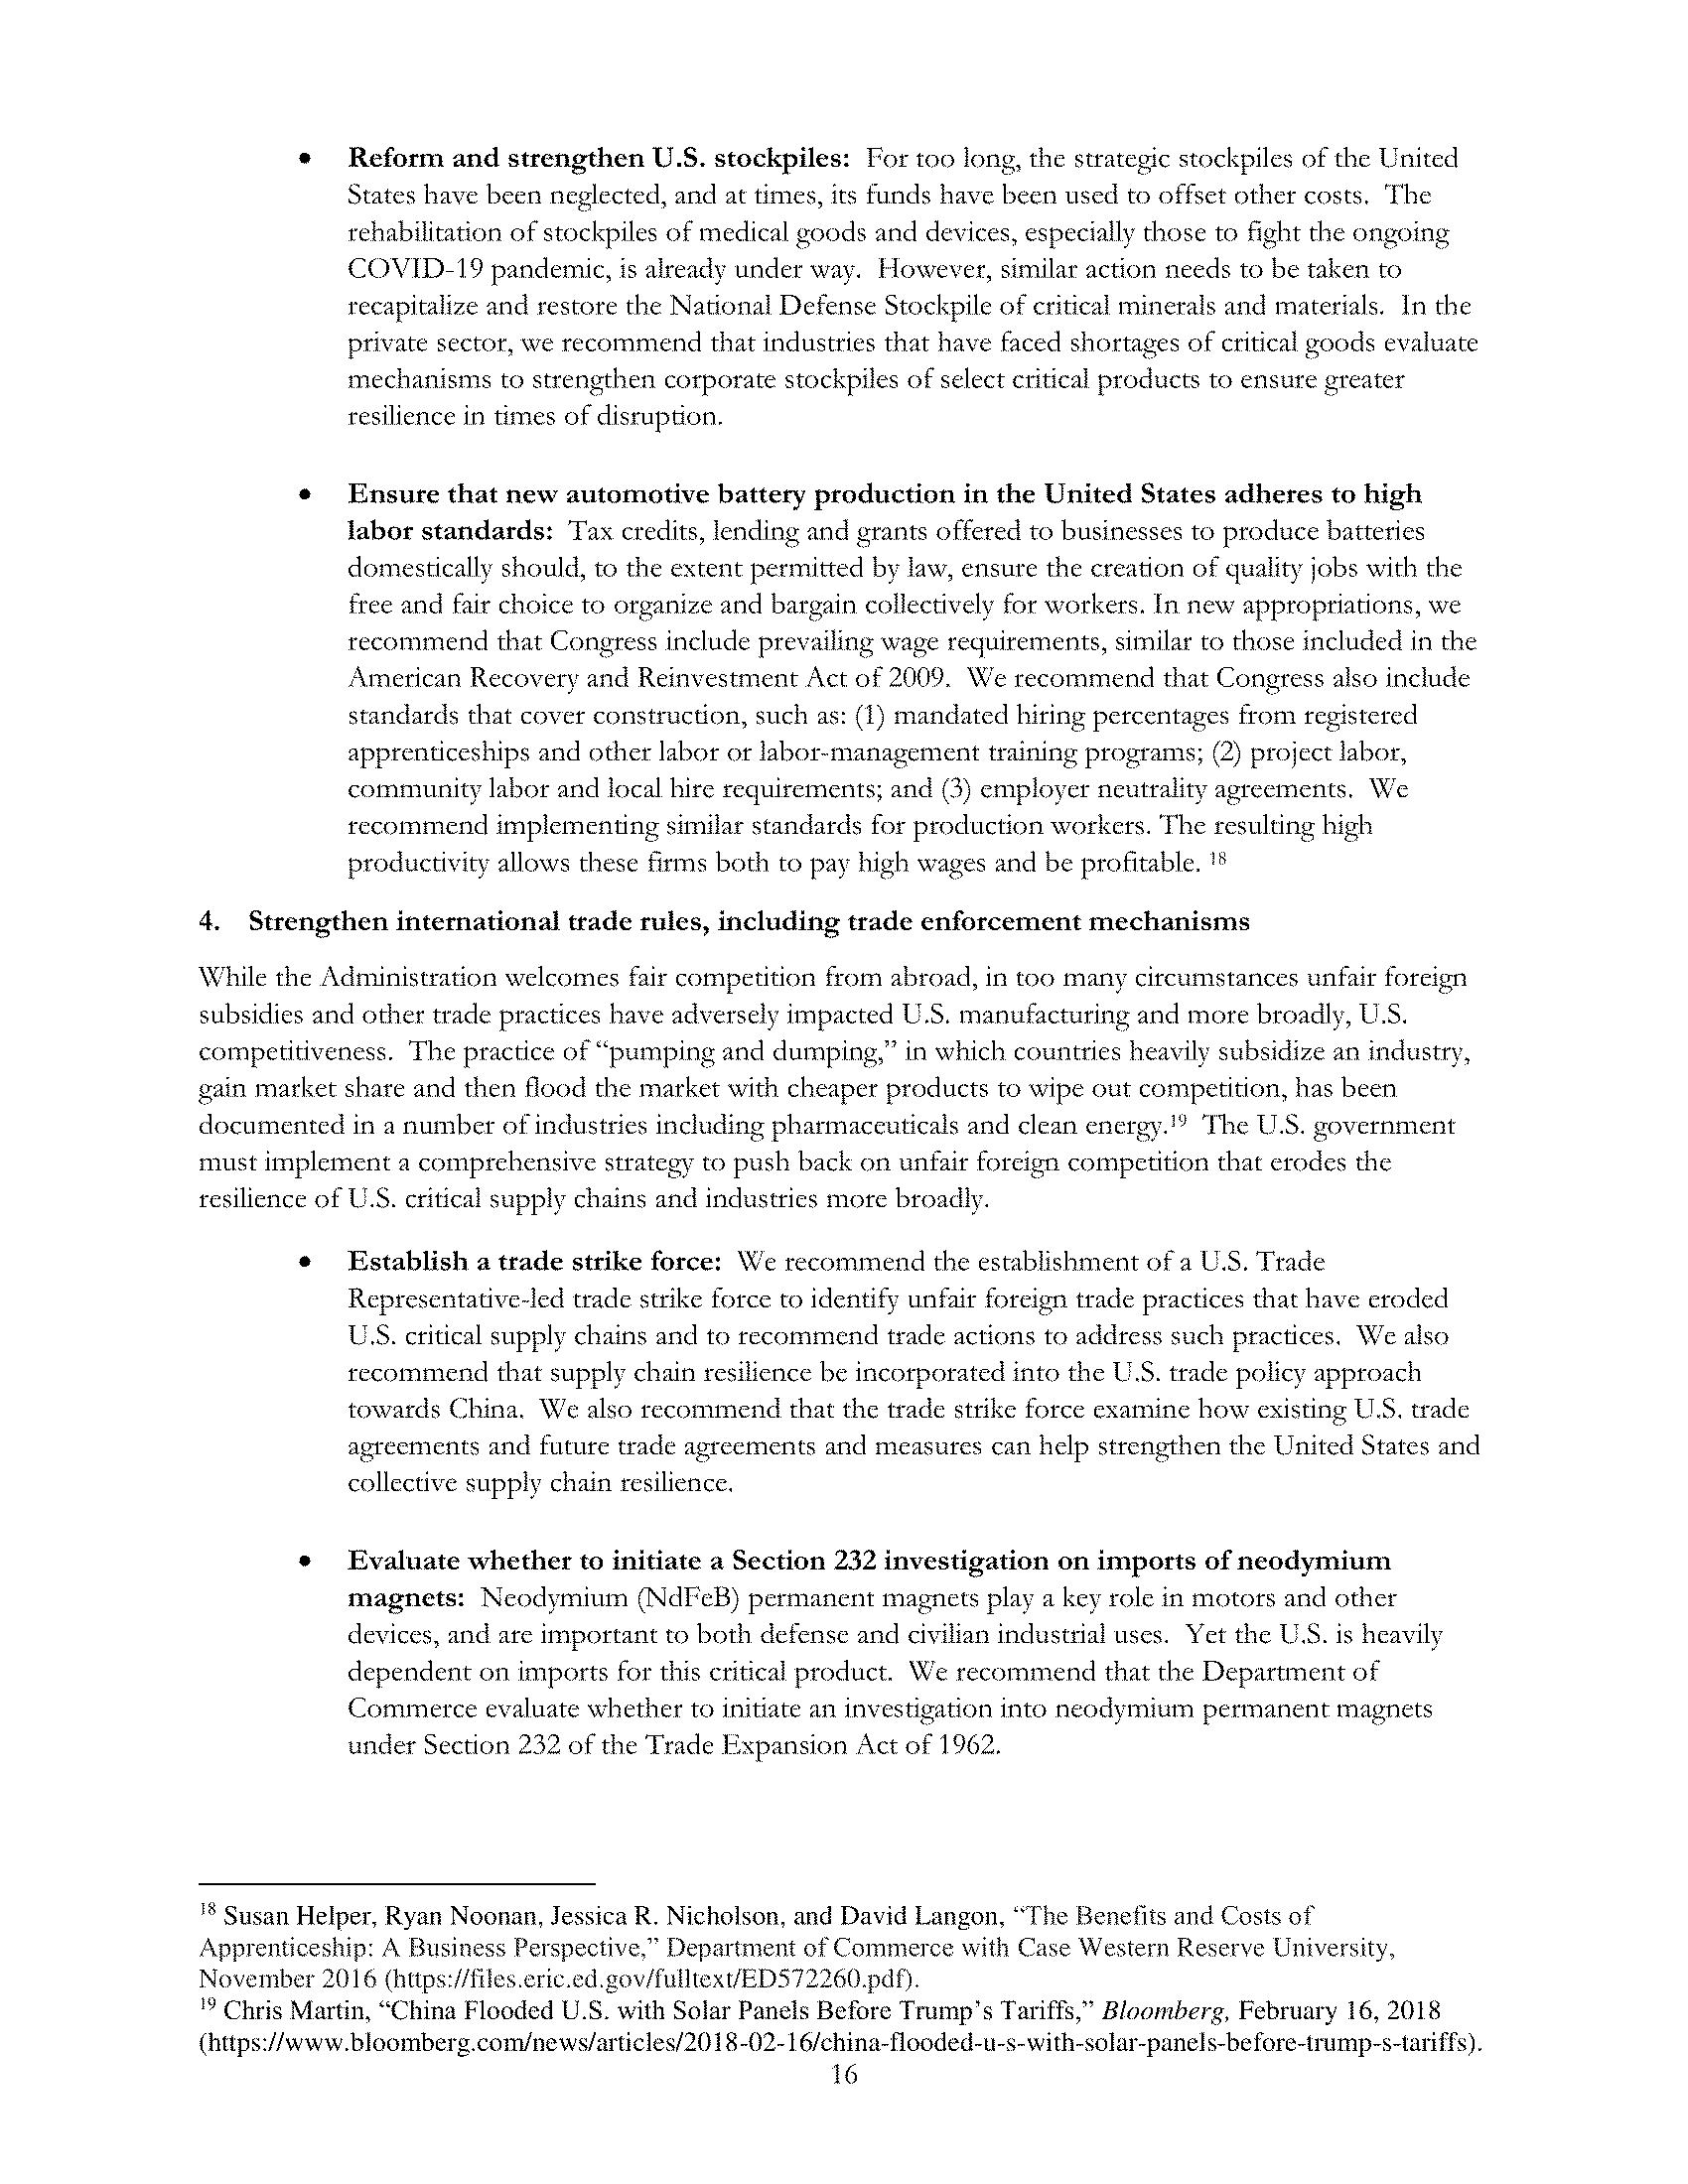 • Reform and strengthen U.S. stockpiles: For too long, the strategic stockpiles of the United
States have been neglected, and at times, its funds have been used to offset other costs. The
rehabilitation of stockpiles of medical goods and devices, especially those to fight the ongoing
COVID-19 pandemic, is already under way. However, similar action needs to be taken to
recapitalize and restore the National Defense Stockpile of critical minerals and materials. In the
private sector, we recommend that industries that have faced shortages of critical goods evaluate
mechanisms to strengthen corporate stockpiles of select critical products to ensure greater
resilience in times of disruption.
• Ensure that new automotive battery production in the United States adheres to high
labor standards: Tax credits, lending and grants offered to businesses to produce batteries
domestically should, to the extent permitted by law, ensure the creation of quality jobs with the
free and fair choice to organize and bargain collectively for workers. In new appropriations, we
recommend that Congress include prevailing wage requirements, similar to those included in the
American Recovery and Reinvestment Act of 2009. We recommend that Congress also include
standards that cover construction, such as: (1) mandated hiring percentages from registered
apprenticeships and other labor or labor-management training programs; (2) project labor,
community labor and local hire requirements; and (3) employer neutrality agreements. We
recommend implementing similar standards for production workers. The resulting high
productivity allows these firms both to pay high wages and be profitable. 18
4. Strengthen international trade rules, including trade enforcement mechanisms
While the Administration welcomes fair competition from abroad, in too many circumstances unfair foreign
subsidies and other trade practices have adversely impacted U.S. manufacturing and more broadly, U.S.
competitiveness. The practice of “pumping and dumping,” in which countries heavily subsidize an industry,
gain market share and then flood the market with cheaper products to wipe out competition, has been
documented in a number of industries including pharmaceuticals and clean energy.19 The U.S. government
must implement a comprehensive strategy to push back on unfair foreign competition that erodes the
resilience of U.S. critical supply chains and industries more broadly.
• Establish a trade strike force: We recommend the establishment of a U.S. Trade
Representative-led trade strike force to identify unfair foreign trade practices that have eroded
U.S. critical supply chains and to recommend trade actions to address such practices. We also
recommend that supply chain resilience be incorporated into the U.S. trade policy approach
towards China. We also recommend that the trade strike force examine how existing U.S. trade
agreements and future trade agreements and measures can help strengthen the United States and
collective supply chain resilience.
• Evaluate whether to initiate a Section 232 investigation on imports of neodymium
magnets: Neodymium (NdFeB) permanent magnets play a key role in motors and other
devices, and are important to both defense and civilian industrial uses. Yet the U.S. is heavily
dependent on imports for this critical product. We recommend that the Department of
Commerce evaluate whether to initiate an investigation into neodymium permanent magnets
under Section 232 of the Trade Expansion Act of 1962.
18 Susan Helper, Ryan Noonan, Jessica R. Nicholson, and David Langon, “The Benefits and Costs of
Apprenticeship: A Business Perspective,” Department of Commerce with Case Western Reserve University,
November 2016 (https://files.eric.ed.gov/fulltext/ED572260.pdf).
19 Chris Martin, “China Flooded U.S. with Solar Panels Before Trump’s Tariffs,” Bloomberg, February 16, 2018
(https://www.bloomberg.com/news/articles/2018-02-16/china-flooded-u-s-with-solar-panels-before-trump-s-tariffs).
16